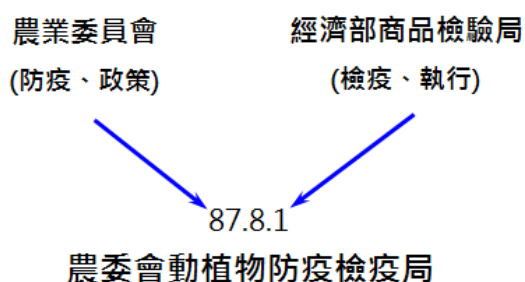 農業委員會
(防疫、政策)
經濟部商品檢驗局
(檢疫、執行)
87.8.1
農委會動植物防疫檢疫局